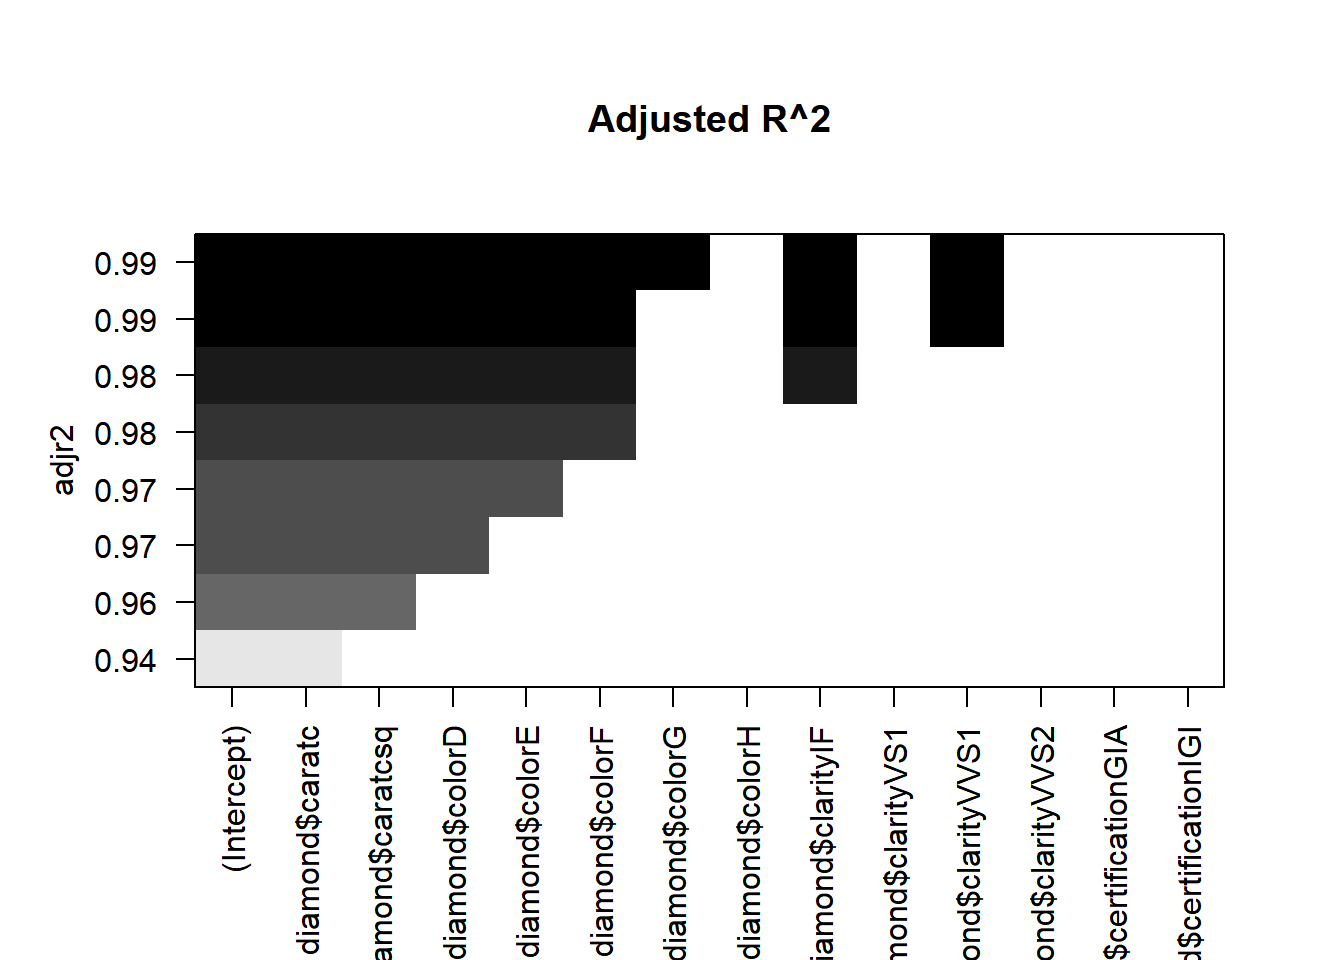 Adjusted R^2
0.99
0.99
0.98
0.98
0.97
0.97
0.96
0.94
adjr2
(Intercept)
diamond$caratc
amond$caratcsq
diamond$colorD
diamond$colorE
diamond$colorF
diamond$colorG
diamond$colorH
iamond$clarityIF
mond$clarityVS1
ond$clarityVVS1
ond$clarityVVS2
$certificationGIA
d$certificationIGI